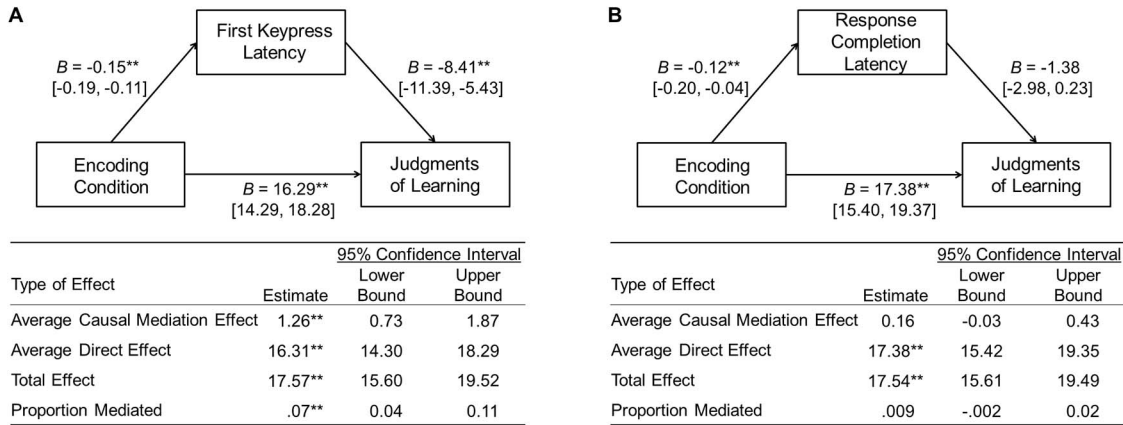 A
First Keypress
Latency
B = -0.15**
[-0.19, -0.11]
B = -8.41**
[-11.39, -5.43]
Encoding
Condition
Judgments
of Learning
B = 16.29**
[14.29, 18.28]
95% Confidence Interval
Type of Effect Estimate Lower Bound Upper Bound
Average Causal Mediation Effect 1.26** 0.73 1.87
Average Direct Effect 16.31** 14.30 18.29
Total Effect 17.57** 15.60 19.52
Proportion Mediated .07** 0.04 0.11
B
Response
Completion
Latency
B = -0.12**
[-0.20, -0.04]
B = -1.38
[-2.98, 0.23]
Encoding
Condition
Judgments
of Learning
B = 17.38**
[15.40, 19.37]
95% Confidence Interval
Type of Effect Estimate Lower Bound Upper Bound
Average Causal Mediation Effect 0.16 -0.03 0.43
Average Direct Effect 17.38** 15.42 19.35
Total Effect 17.54** 15.61 19.49
Proportion Mediated .009 -.002 0.02